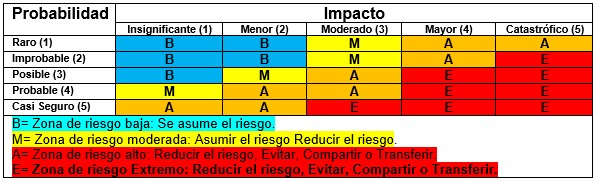 Probabilidad Impacto
Insignificante (1) Menor (2) Moderado (3) Mayor (4) Catastrófico (5)
Raro (1) B B M A A
Improbable (2) B B M A E
Posible (3) B M A E E
Probable (4) M A A E E
Casi Seguro (5) A A E E E
B= Zona de riesgo baja: Se asume el riesgo.
M= Zona de riesgo moderada: Asumir el riesgo Reducir el riesgo.
A= Zona de riesgo alto: Reducir el riesgo, Evitar, Compartir o Transferir.
E= Zona de riesgo Extremo: Reducir el riesgo, Evitar, Compartir o Transferir.